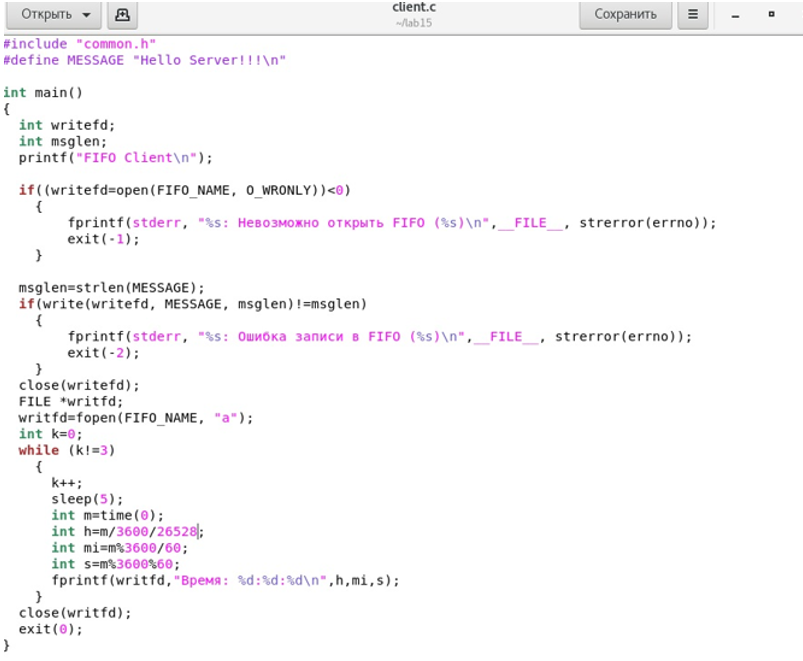 Открыть
client.c
~/lab15
Сохранить
#include "common.h"
#define MESSAGE "Hello Server!!!\n"

int main()
{
  int writefd;
  int msglen;
  printf("FIFO Client\n");

  if((writefd=open(FIFO_NAME, O_WRONLY))<0)
    {
        fprintf(stderr, "%s: Невозможно открыть FIFO (%s)\n",__FILE__, strerror(errno));
        exit(-1);
    }

  msglen=strlen(MESSAGE);
  if(write(writefd, MESSAGE, msglen)!=msglen)
    {
        fprintf(stderr, "%s: Ошибка записи в FIFO (%s)\n",__FILE__, strerror(errno));
        exit(-2);
    }
  close(writefd);
  FILE *writfd;
  writfd=fopen(FIFO_NAME, "a");
  int k=0;
  while (k!=3)
    {
      k++;
      sleep(5);
      int m=time(0);
      int h=m/3600/26528;
      int mi=m%3600/60;
      int s=m%3600%60;
      fprintf(writfd,"Время: %d:%d:%d\n",h,mi,s);
    }
  close(writfd);
  exit(0);
}